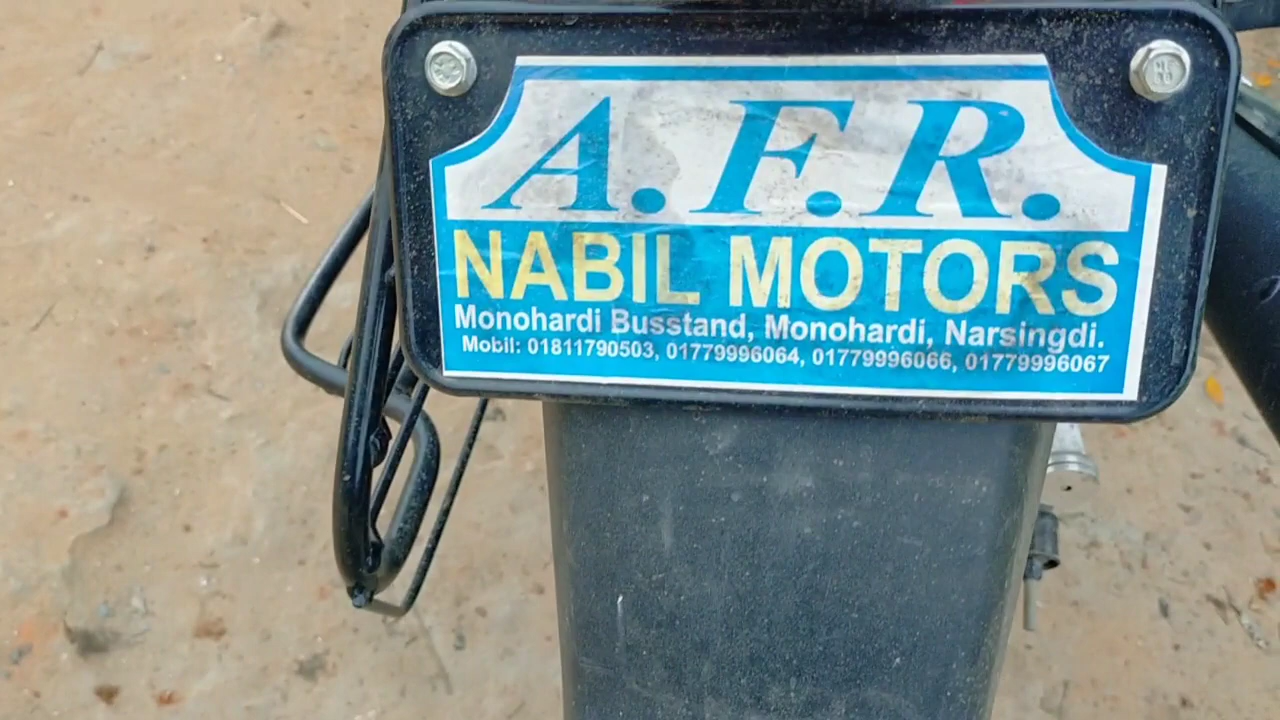 A.F.R.
NABIL MOTORS
Monohardi Busstand, Monohardi, Narsingdi.
Mobil: 01811790503, 01779996064, 01779996066, 01779996067